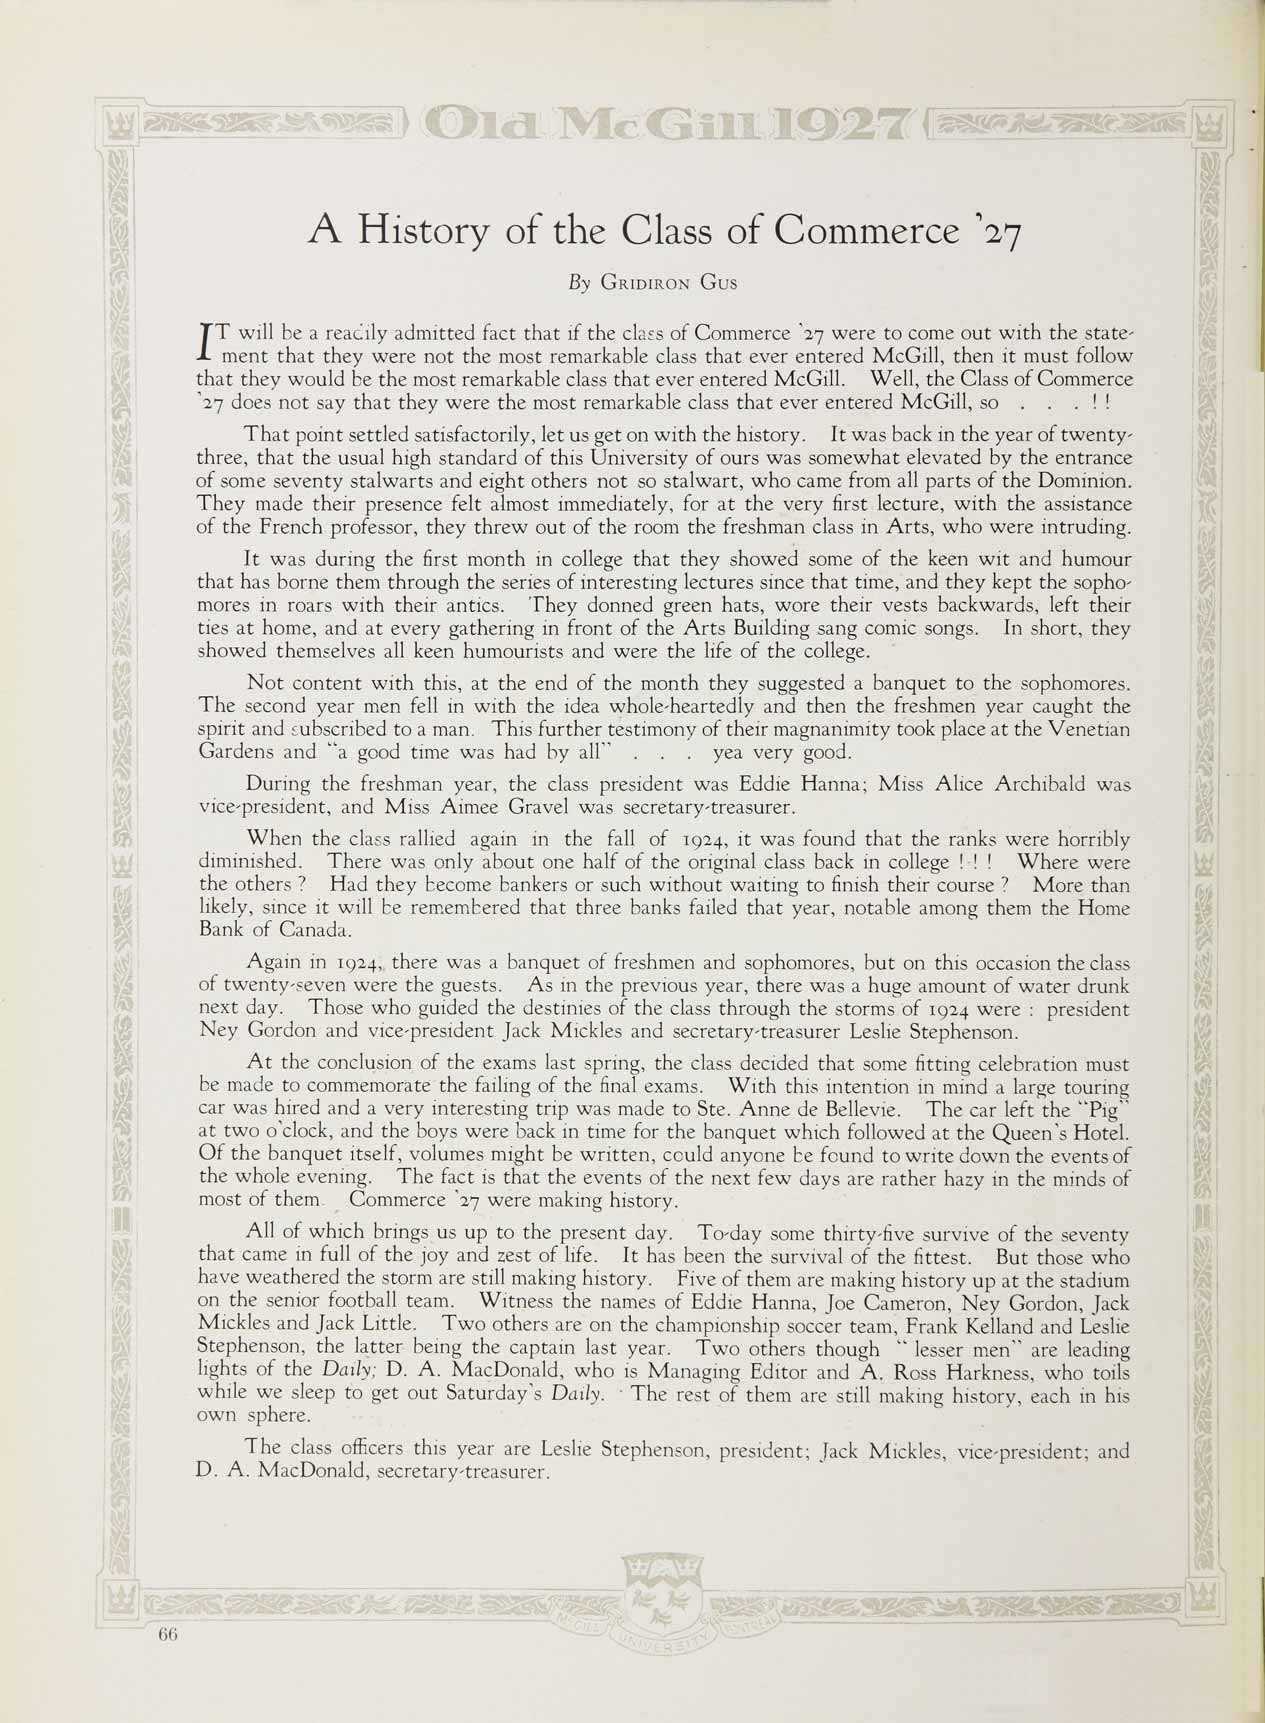 Old McGill 1927
A History of the Class of Commerce '27
By Gridiron Gus
IT will be a readily admitted fact that if the class of Commerce '27 were to come out with the state-
ment that they were not the most remarkable class that ever entered McGill, then it must follow
that they would be the most remarkable class that ever entered McGill. Well, the Class of Commerce
'27 does not say that they were the most remarkable class that ever entered McGill, so . . . ! !
That point settled satisfactorily, let us get on with the history. It was back in the year of twenty-
three, that the usual high standard of this University of ours was somewhat elevated by the entrance
of some seventy stalwarts and eight others not so stalwart, who came from all parts of the Dominion.
They made their presence felt almost immediately, for at the very first lecture, with the assistance
of the French professor, they threw out of the room the freshman class in Arts, who were intruding.
It was during the first month in college that they showed some of the keen wit and humour
that has borne them through the series of interesting lectures since that time, and they kept the sopho-
mores in roars with their antics. They donned green hats, wore their vests backwards, left their
ties at home, and at every gathering in front of the Arts Building sang comic songs. In short, they
showed themselves all keen humourists and were the life of the college.
Not content with this, at the end of the month they suggested a banquet to the sophomores.
The second year men fell in with the idea whole-heartedly and then the freshmen year caught the
spirit and subscribed to a man. This further testimony of their magnanimity took place at the Venetian
Gardens and "a good time was had by all" . . . yea very good.
During the freshman year, the class president was Eddie Hanna; Miss Alice Archibald was
vice-president, and Miss Aimee Gravel was secretary-treasurer.
When the class rallied again in the fall of 1924, it was found that the ranks were horribly
diminished. There was only about one half of the original class back in college ! ! ! Where were
the others ? Had they become bankers or such without waiting to finish their course ? More than
likely, since it will be remembered that three banks failed that year, notable among them the Home
Bank of Canada.
Again in 1924, there was a banquet of freshmen and sophomores, but on this occasion the class
of twenty-seven were the guests. As in the previous year, there was a huge amount of water drunk
next day. Those who guided the destinies of the class through the storms of 1924 were : president
Ney Gordon and vice-president Jack Mickles and secretary-treasurer Leslie Stephenson.
At the conclusion of the exams last spring, the class decided that some fitting celebration must
be made to commemorate the failing of the final exams. With this intention in mind a large touring
car was hired and a very interesting trip was made to Ste. Anne de Bellevie. The car left the "Pig"
at two o'clock, and the boys were back in time for the banquet which followed at the Queen's Hotel.
Of the banquet itself, volumes might be written, could anyone be found to write down the events of
the whole evening. The fact is that the events of the next few days are rather hazy in the minds of
most of them. Commerce '27 were making history.
All of which brings us up to the present day. To-day some thirty-five survive of the seventy
that came in full of the joy and zest of life. It has been the survival of the fittest. But those who
have weathered the storm are still making history. Five of them are making history up at the stadium
on the senior football team. Witness the names of Eddie Hanna, Joe Cameron, Ney Gordon, Jack
Mickles and Jack Little. Two others are on the championship soccer team, Frank Kelland and Leslie
Stephenson, the latter being the captain last year. Two others though "lesser men" are leading
lights of the Daily; D. A. MacDonald, who is Managing Editor and A. Ross Harkness, who toils
while we sleep to get out Saturday's Daily. The rest of them are still making history, each in his
own sphere.
The class officers this year are Leslie Stephenson, president; Jack Mickles, vice-president; and
D. A. MacDonald, secretary-treasurer.
McGILL UNIVERSITY MONTREAL
66